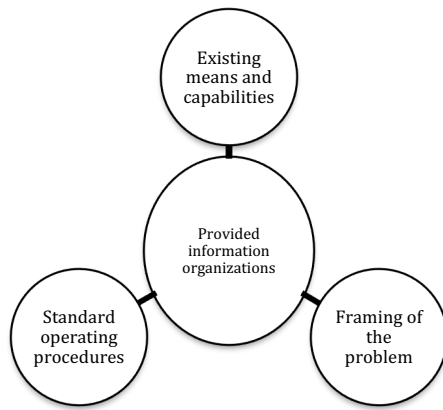 Existing
means and
capabilities
Provided
information
organizations
Standard
operating
procedures
Framing of
the
problem